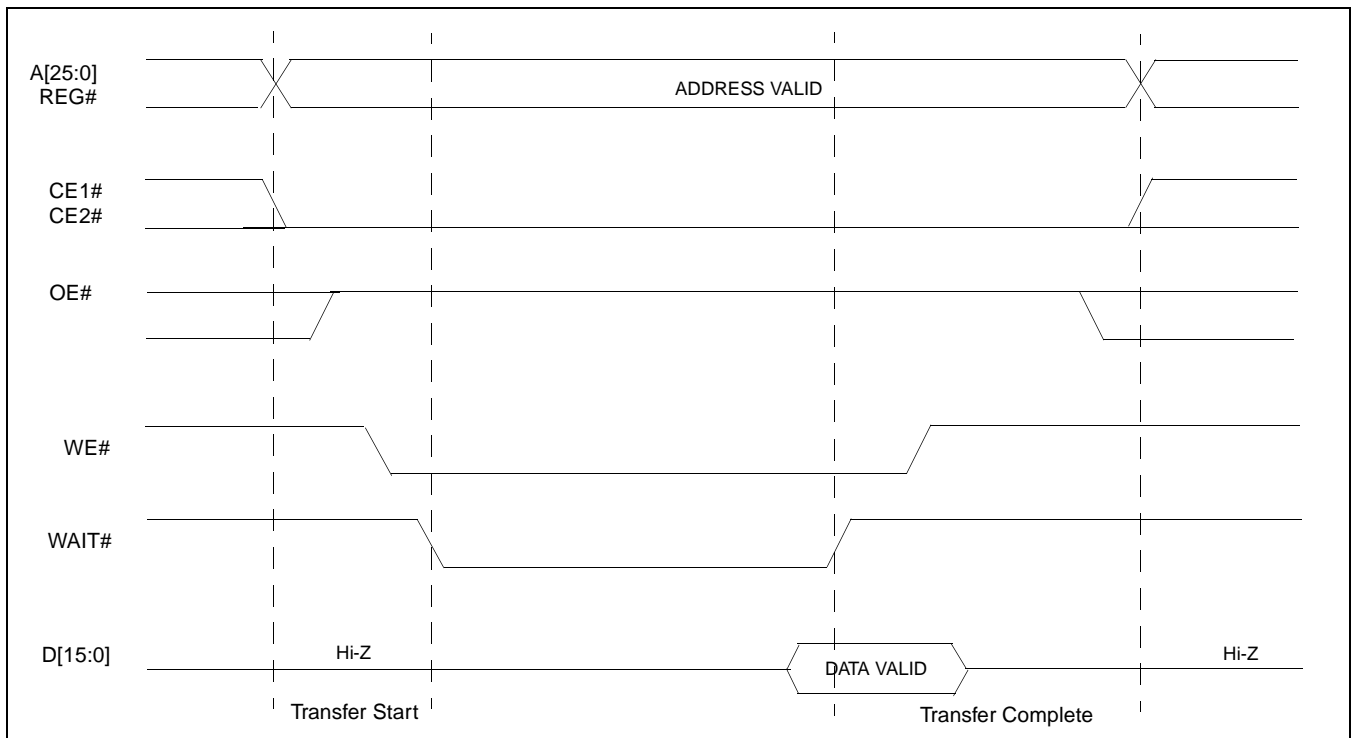 A[25:0]
REG#
ADDRESS VALID
CE1#
CE2#
OE#
WE#
WAIT#
D[15:0]
Hi-Z
DATA VALID
Hi-Z
Transfer Start
Transfer Complete